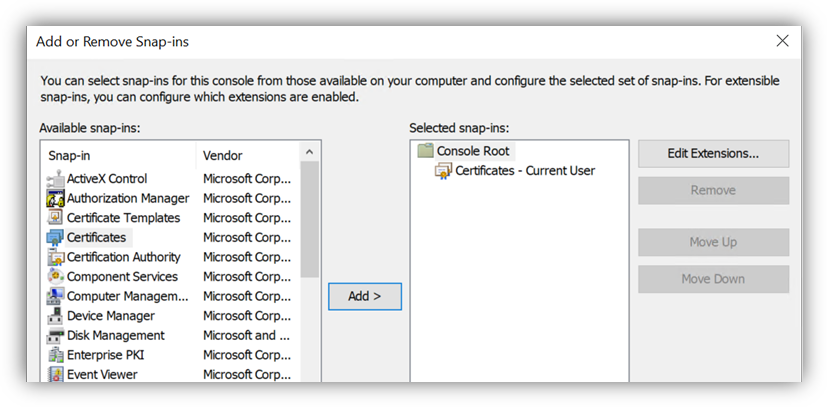 Add or Remove Snap-ins
You can select snap-ins for this console from those available on your computer and configure the selected set of snap-ins. For extensible
snap-ins, you can configure which extensions are enabled.
Available snap-ins:
Snap-in Vendor
ActiveX Control Microsoft Corp...
Authorization Manager Microsoft Corp...
Certificate Templates Microsoft Corp...
Certificates Microsoft Corp...
Certification Authority Microsoft Corp...
Component Services Microsoft Corp...
Computer Managem... Microsoft Corp...
Device Manager Microsoft Corp...
Disk Management Microsoft and ...
Enterprise PKI Microsoft Corp...
Event Viewer Microsoft Corp...
Add >
Selected snap-ins:
Console Root
Certificates - Current User
Edit Extensions...
Remove
Move Up
Move Down